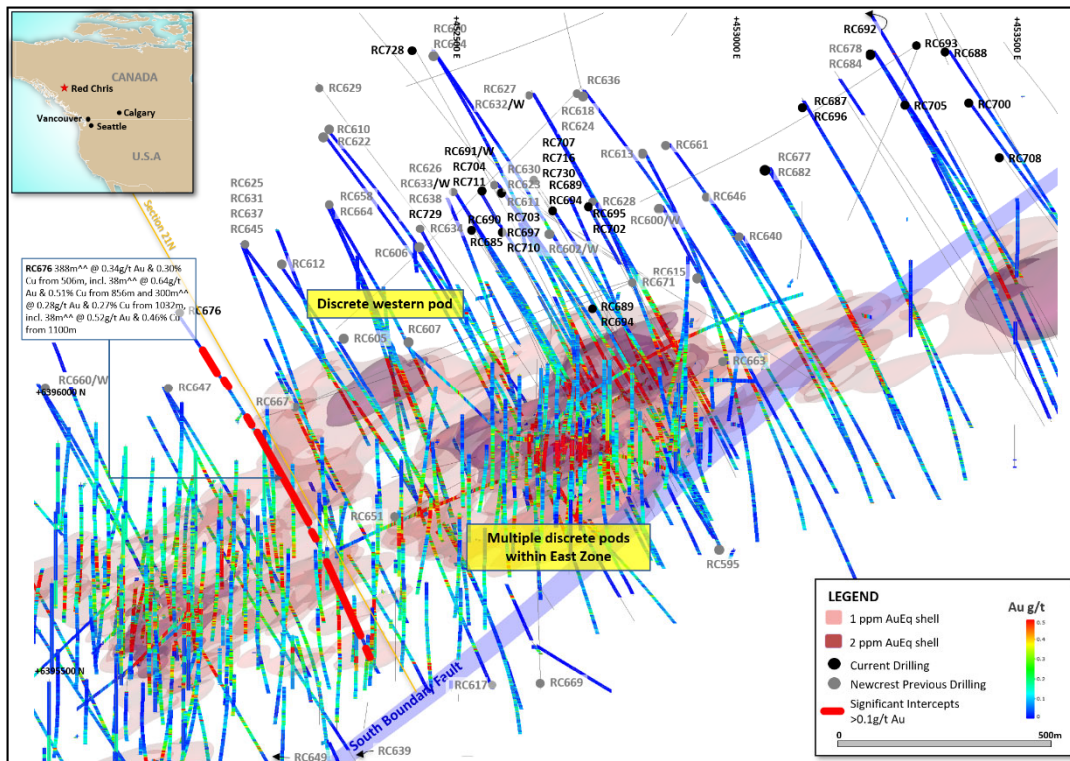 CANADA
Red Chris
Calgary
Vancouver
Seattle
U.S.A
Section 21N
RC676 388m^^ @ 0.34g/t Au & 0.30%
Cu from 506m, incl. 38m^^ @ 0.64g/t
Au & 0.51% Cu from 856m and 300m^^
@ 0.28g/t Au & 0.27% Cu from 1032m
incl. 38m^^ @ 0.52g/t Au & 0.46% Cu
from 1100m
RC676
+452500 E
+453000 E
+453500 E
+6396000 N
+6395500 N
RC728
RC629
RC610
RC622
RC625
RC631
RC637
RC645
RC658
RC664
RC612
RC626
RC633/W
RC638
RC729
RC634
RC606
RC691/W
RC704
RC711
RC690
RC685
RC627
RC632/W
RC636
RC618
RC624
RC707
RC716
RC730
RC689
RC694
RC630
RC623
RC611
RC703
RC697
RC710
RC628
RC695
RC702
RC602/W
RC613
RC661
RC600/W
RC646
RC640
RC615
RC671
RC689
RC694
RC677
RC682
RC687
RC696
RC692
RC678
RC684
RC693
RC688
RC705
RC700
RC708
Discrete western pod
RC605
RC607
RC663
RC660/W
RC647
RC667
RC651
Multiple discrete pods
within East Zone
RC595
RC617
RC669
South Boundary Fault
RC649
RC639
LEGEND
1 ppm AuEq shell
2 ppm AuEq shell
Current Drilling
Newcrest Previous Drilling
Significant Intercepts
>0.1g/t Au
Au g/t
0.5
0.4
0.3
0.2
0.1
0
0
500m